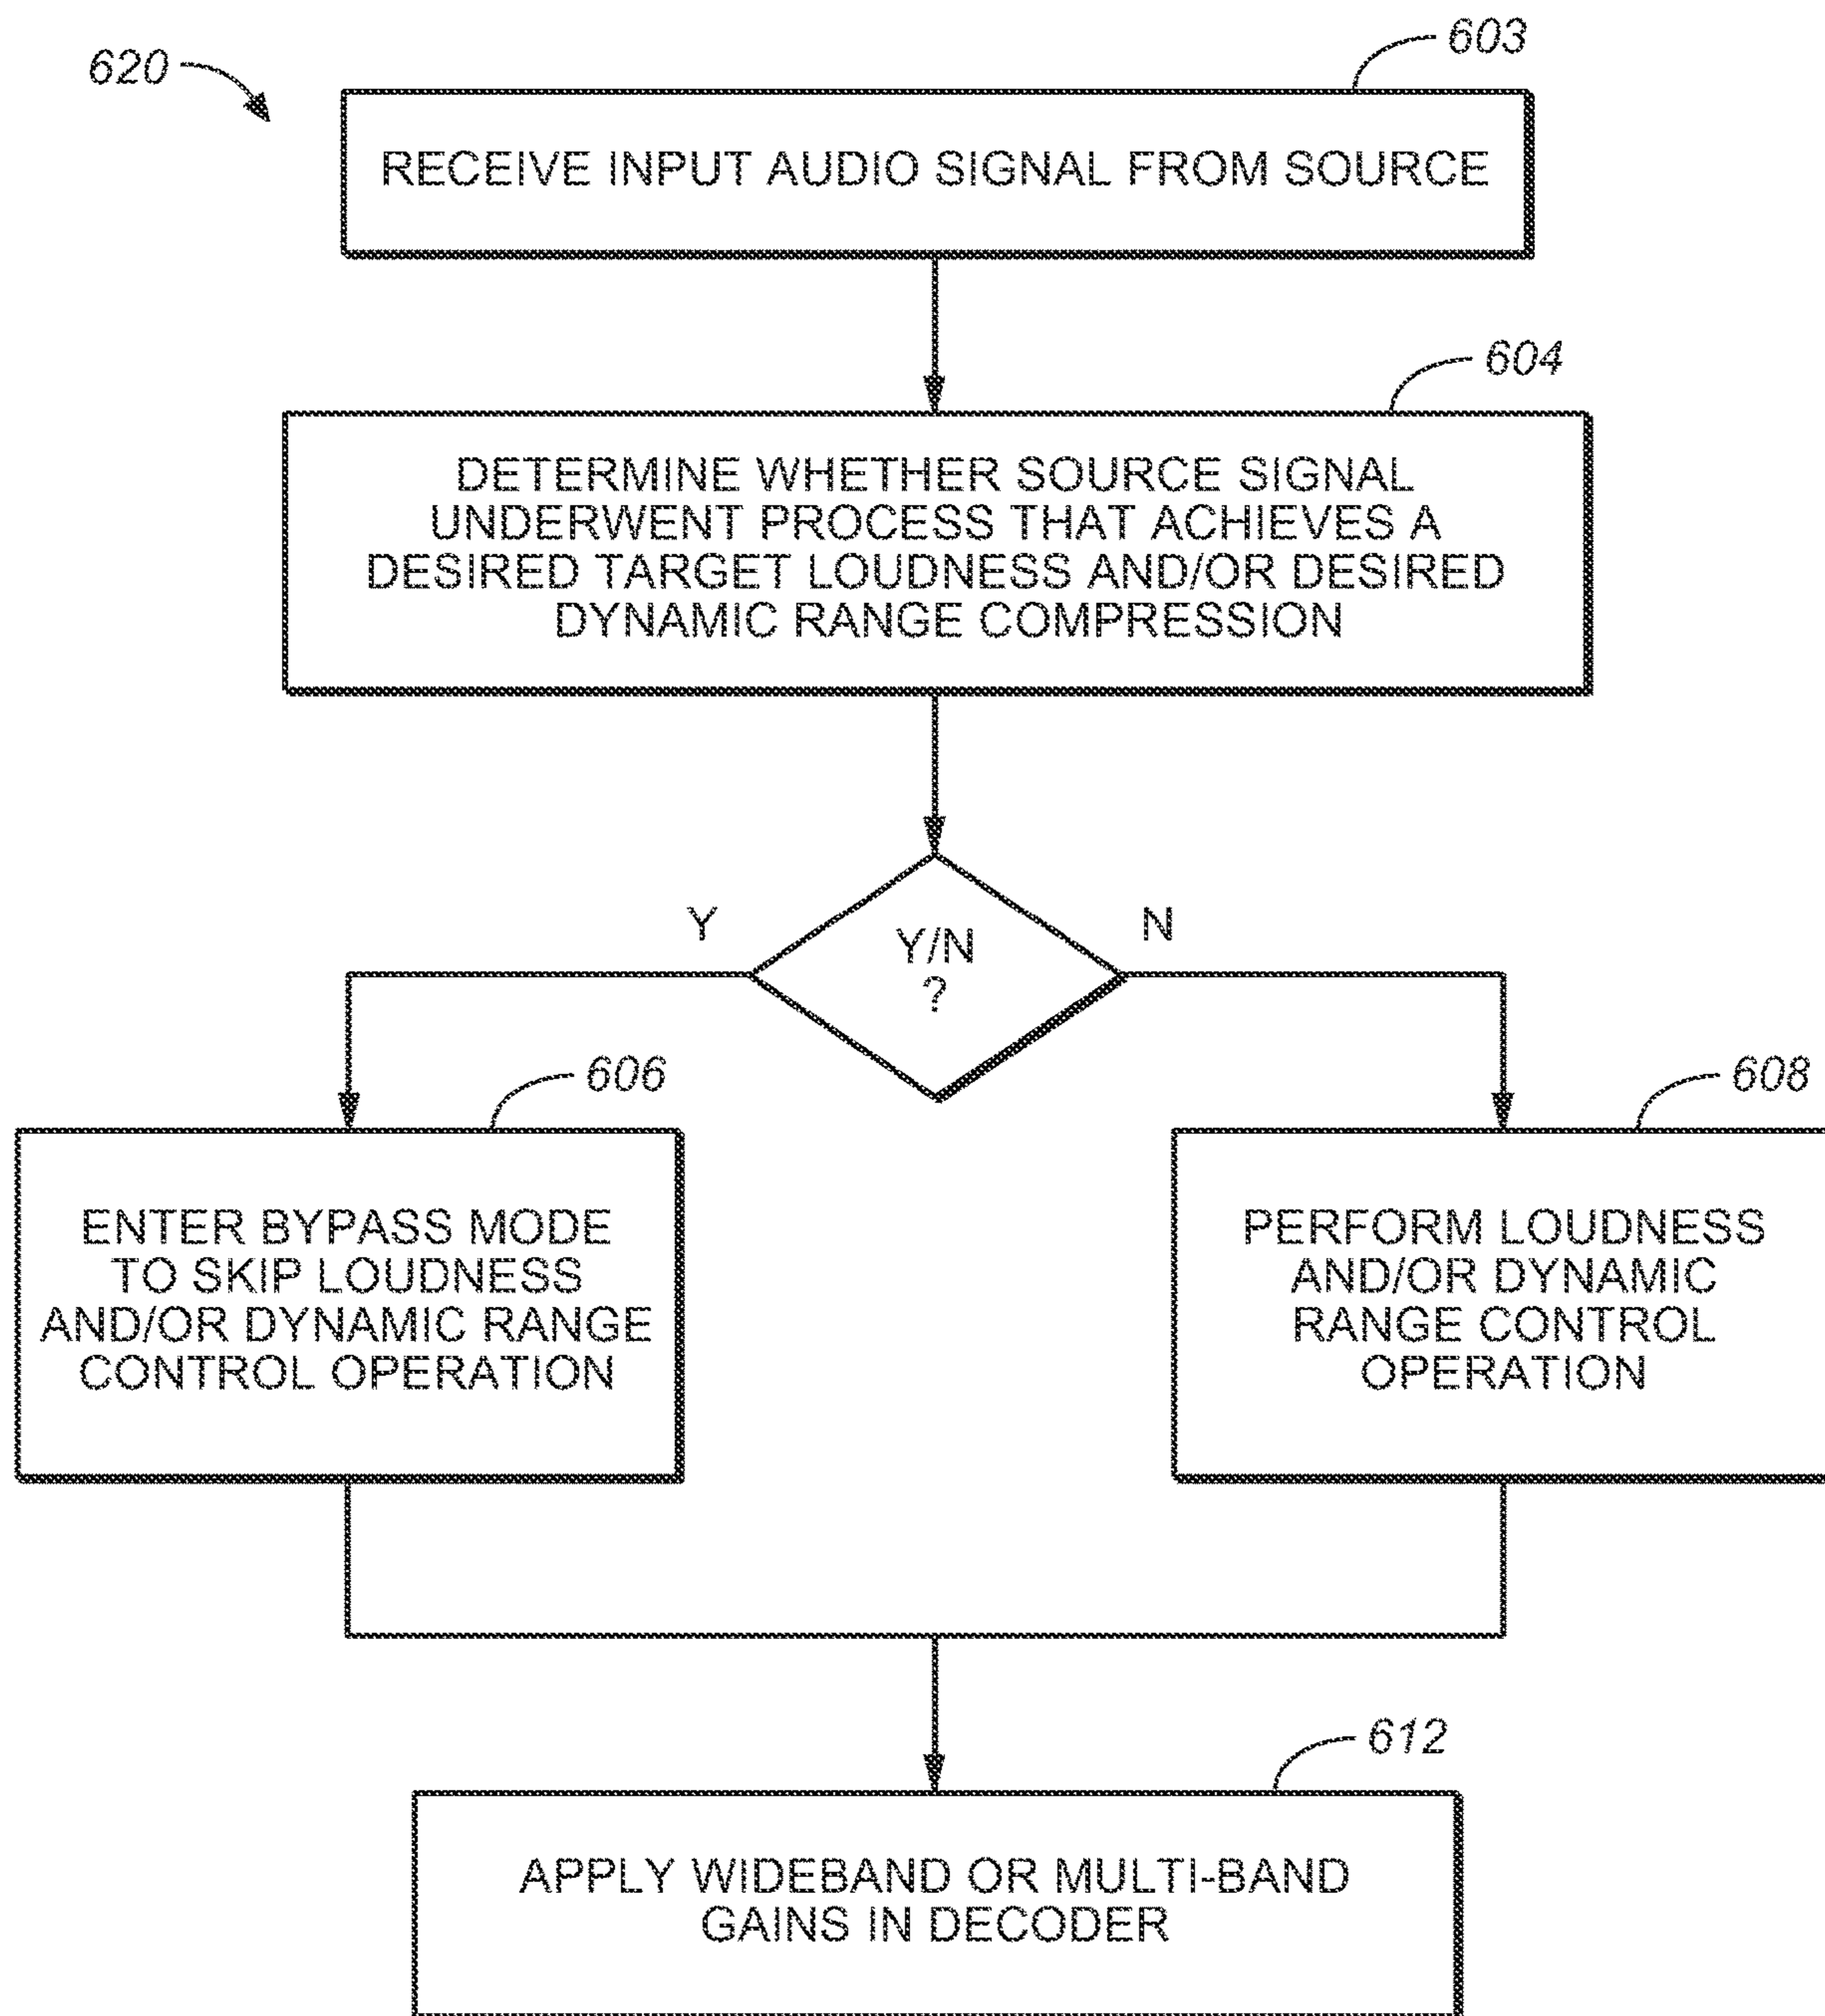 620
603
RECEIVE INPUT AUDIO SIGNAL FROM SOURCE
604
DETERMINE WHETHER SOURCE SIGNAL
UNDERWENT PROCESS THAT ACHIEVES A
DESIRED TARGET LOUDNESS AND/OR DESIRED
DYNAMIC RANGE COMPRESSION
Y
Y/N
?
N
606
ENTER BYPASS MODE
TO SKIP LOUDNESS
AND/OR DYNAMIC RANGE
CONTROL OPERATION
608
PERFORM LOUDNESS
AND/OR DYNAMIC
RANGE CONTROL
OPERATION
612
APPLY WIDEBAND OR MULTI-BAND
GAINS IN DECODER